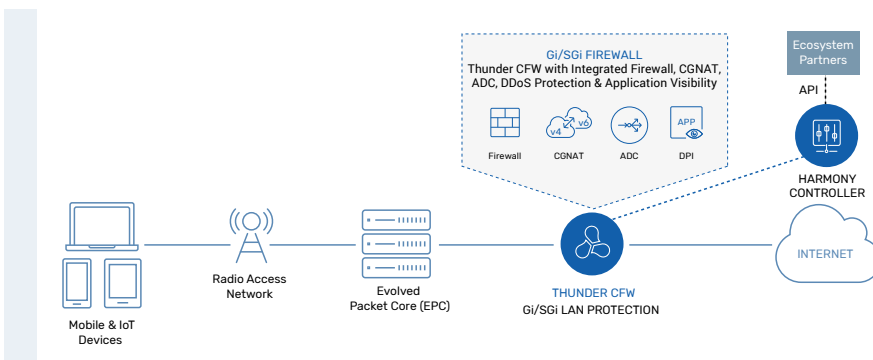 Gi/SGi FIREWALL
Thunder CFW with Integrated Firewall, CGNAT,
ADC, DDoS Protection & Application Visibility
v4
v6
APP
Firewall
CGNAT
ADC
DPI
Ecosystem
Partners
API
HARMONY
CONTROLLER
INTERNET
Radio Access
Network
Evolved
Packet Core (EPC)
THUNDER CFW
Gi/SGi LAN PROTECTION
Mobile & IoT
Devices